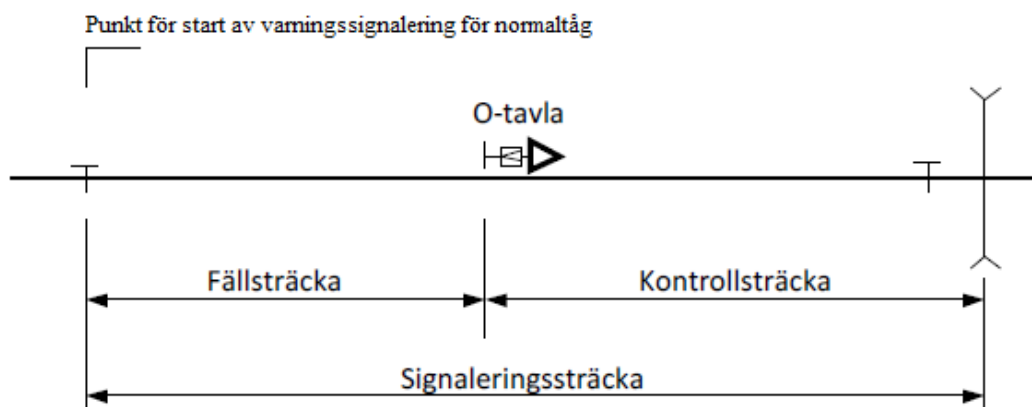 Punkt för start av varningssignalering för normaltåg
O-tavla
Fällsträcka
Kontrollsträcka
Signaleringssträcka